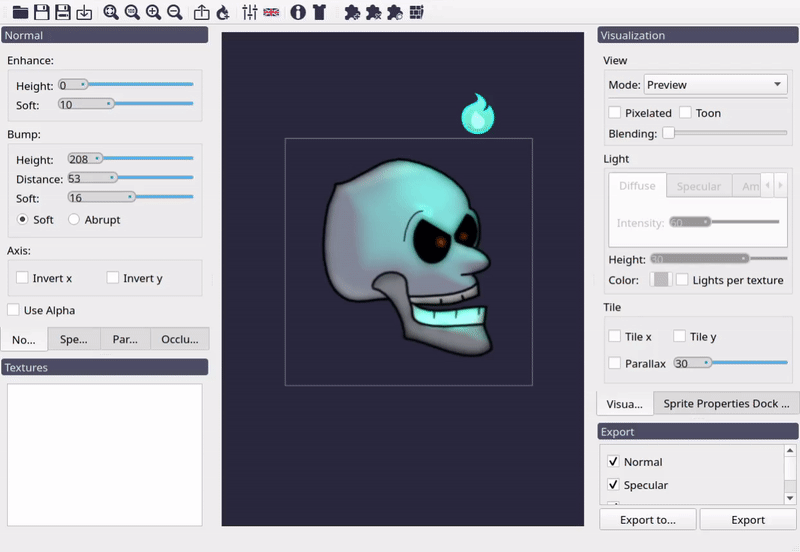 Normal
Enhance:
Height: 0
Soft: 10
Bump:
Height: 208
Distance: 53
Soft: 16
Soft Abrupt
Axis:
Invert x Invert y
Use Alpha
No... Spe... Par... Occlu...
Textures
Visualization
View
Mode: Preview
Pixelated Toon
Blending:
Light
Diffuse Specular Am
Intensity: 60
Height: 30
Color: Lights per texture
Tile
Tile x Tile y
Parallax 30
Visua... Sprite Properties Dock ...
Export
Normal
Specular
Export to... Export